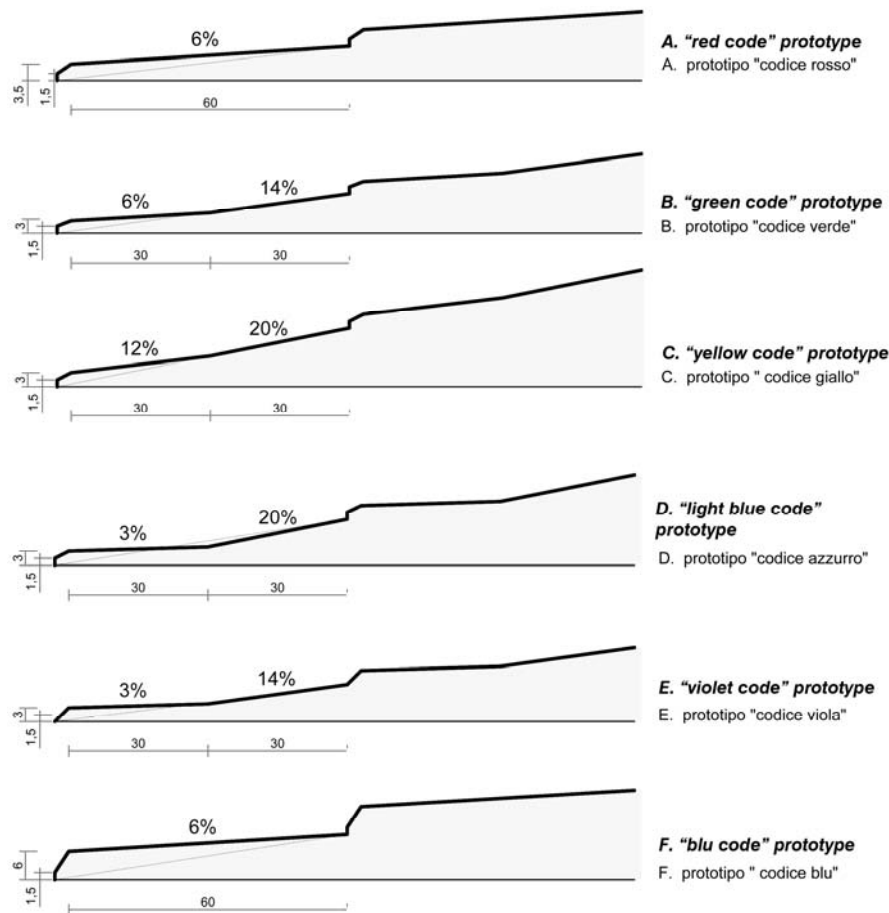 6%
A. “red code” prototype
A. prototipo "codice rosso"
3,5
1,5
60
14%
6%
B. “green code” prototype
B. prototipo "codice verde"
3
1,5
30 30
20%
12%
C. “yellow code” prototype
C. prototipo " codice giallo"
3
1,5
30 30
20%
3%
D. “light blue code”
prototype
D. prototipo "codice azzurro"
3
1,5
30 30
14%
3%
E. “violet code” prototype
E. prototipo "codice viola"
3
1,5
30 30
6%
F. “blu code” prototype
F. prototipo " codice blu"
6
1,5
60